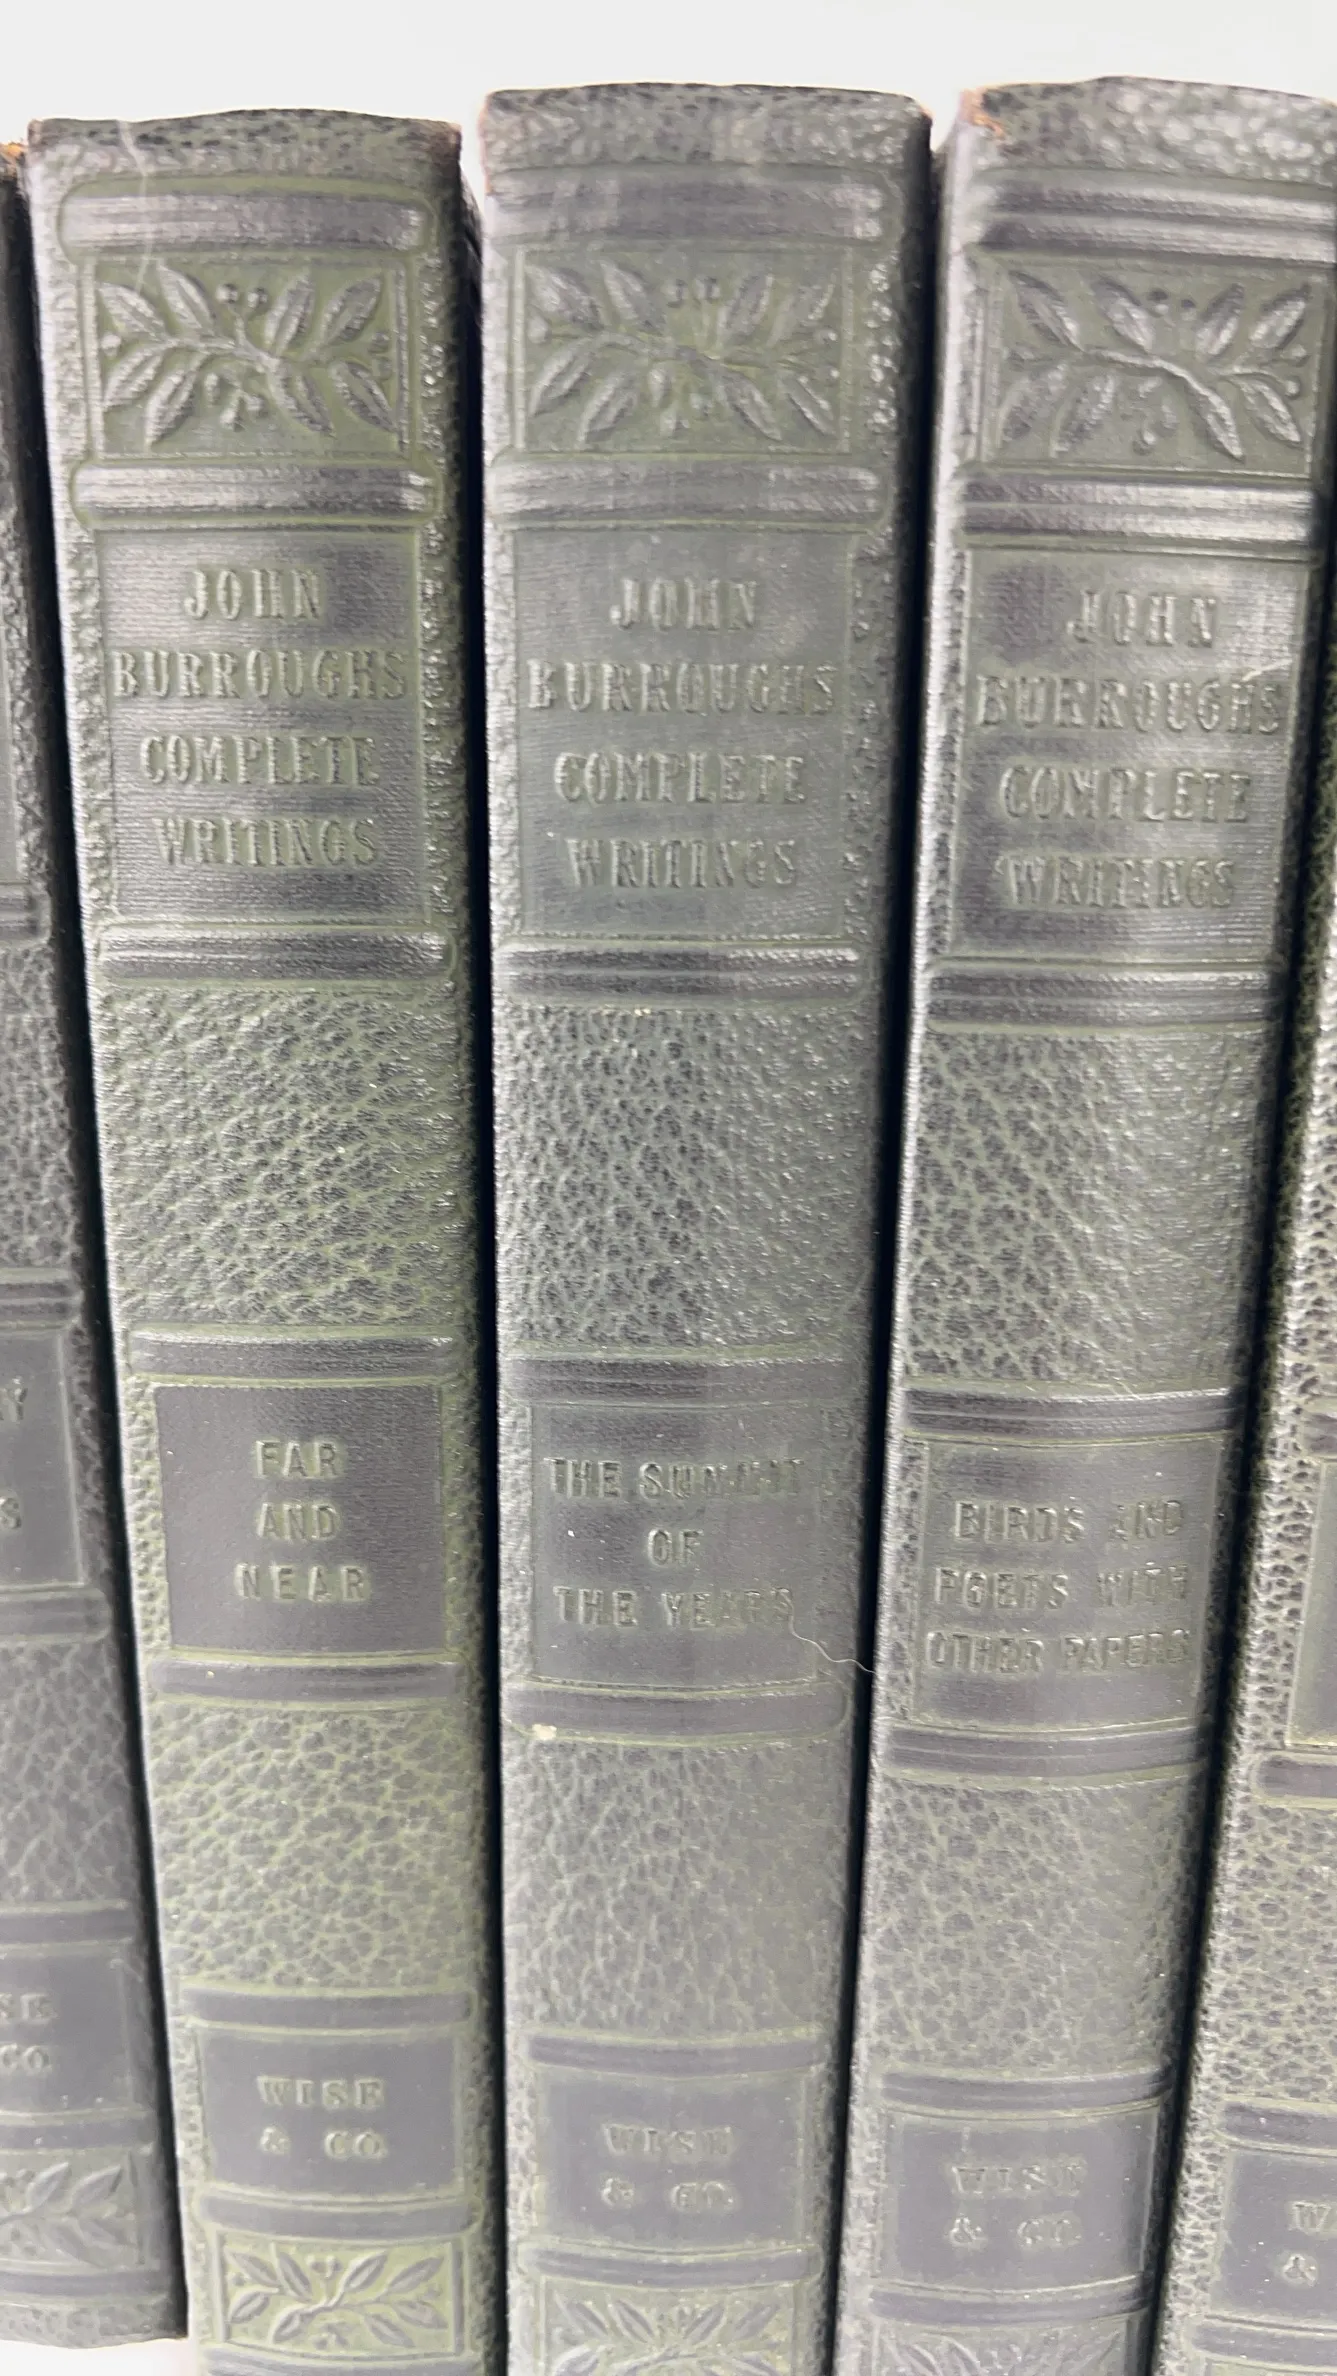 JOHN
BURROUGHS
COMPLETE
WRITINGS
FAR
AND
NEAR
WISE
& CO
JOHN
BURROUGHS
COMPLETE
WRITINGS
THE SUMMIT
OF
THE YEARS
WISE
& CO.
JOHN
BURROUGHS
COMPLETE
WRITINGS
BIRDS AND
POETS WITH
OTHER PAPERS
WISE
& CO.